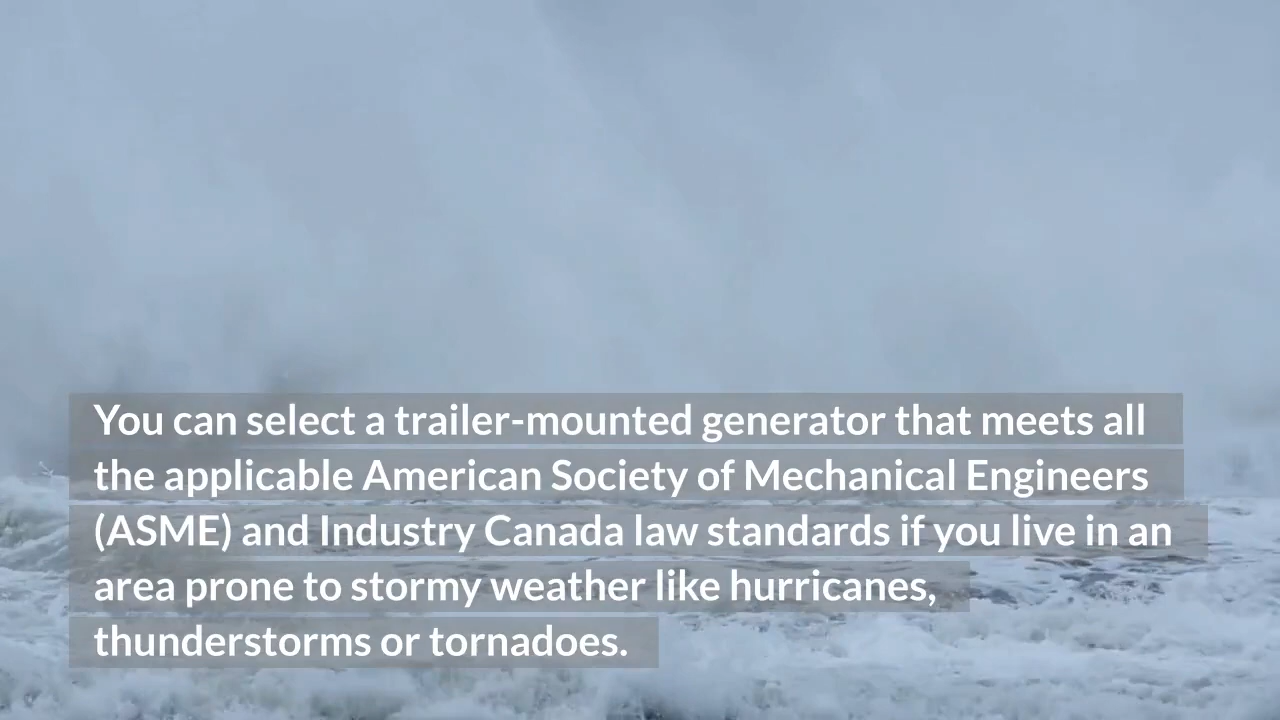 You can select a trailer-mounted generator that meets all
the applicable American Society of Mechanical Engineers
(ASME) and Industry Canada law standards if you live in an
area prone to stormy weather like hurricanes,
thunderstorms or tornadoes.